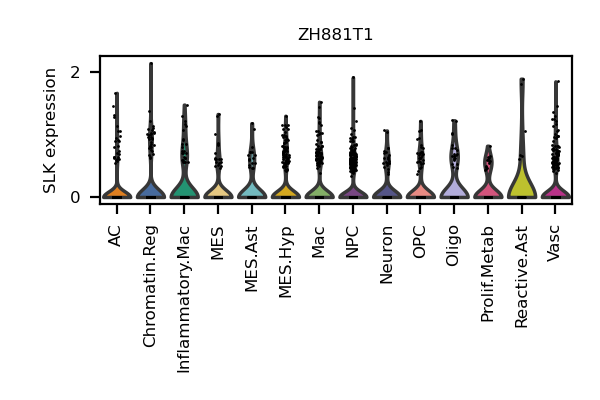 ZH881T1
SLK expression
2
0
AC
Chromatin.Reg
Inflammatory.Mac
MES
MES.Ast
MES.Hyp
Mac
NPC
Neuron
OPC
Oligo
Prolif.Metab
Reactive.Ast
Vasc